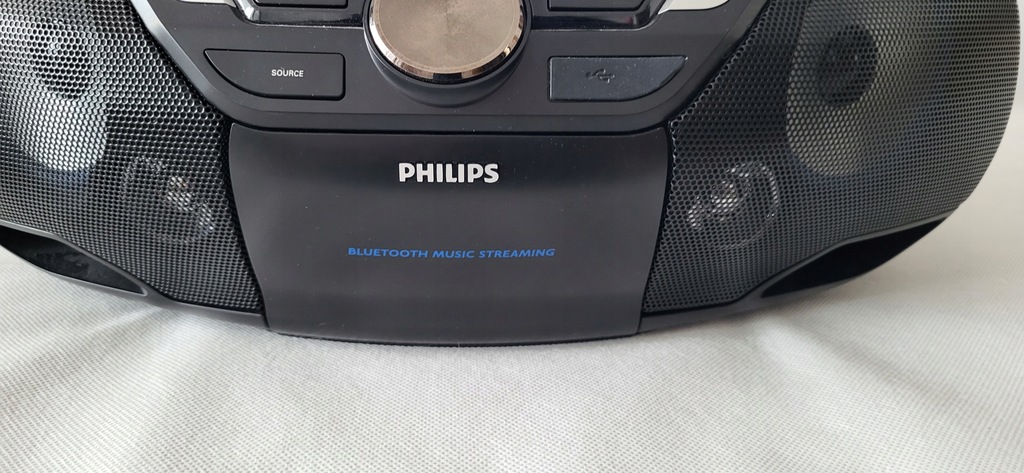 SOURCE
PHILIPS
BLUETOOTH MUSIC STREAMING